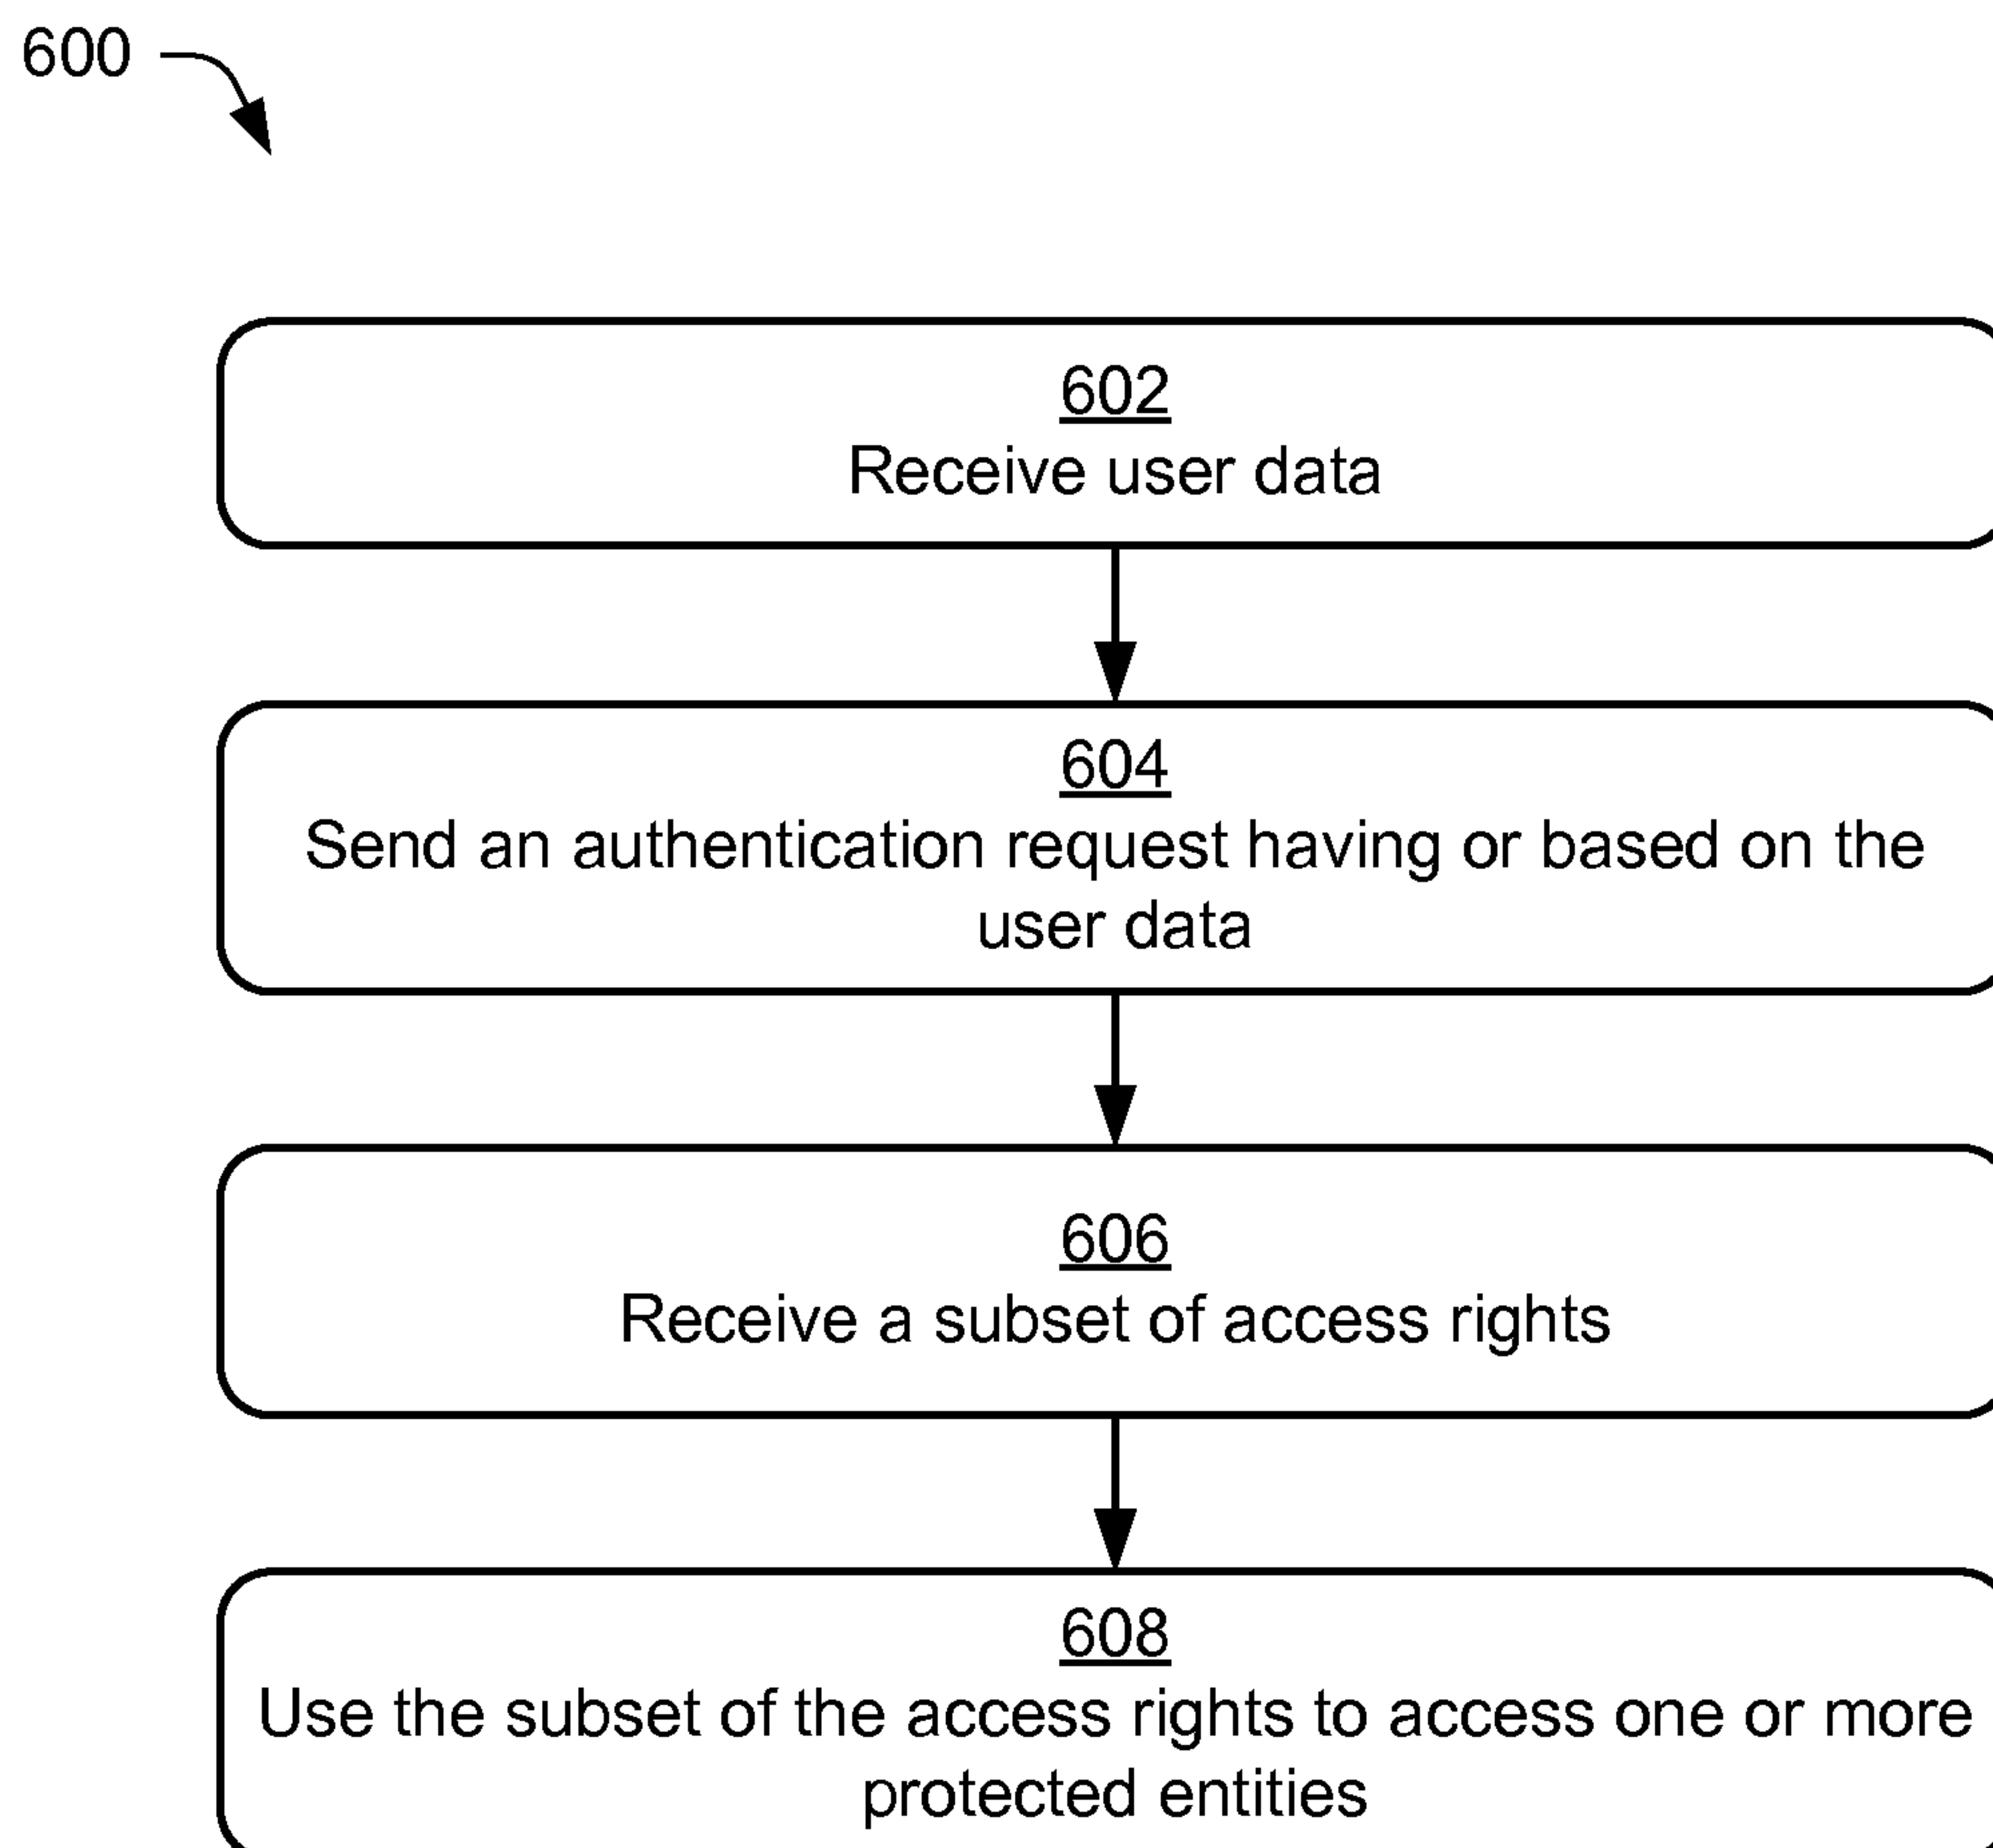 600
602
Receive user data
604
Send an authentication request having or based on the
user data
606
Receive a subset of access rights
608
Use the subset of the access rights to access one or more
protected entities